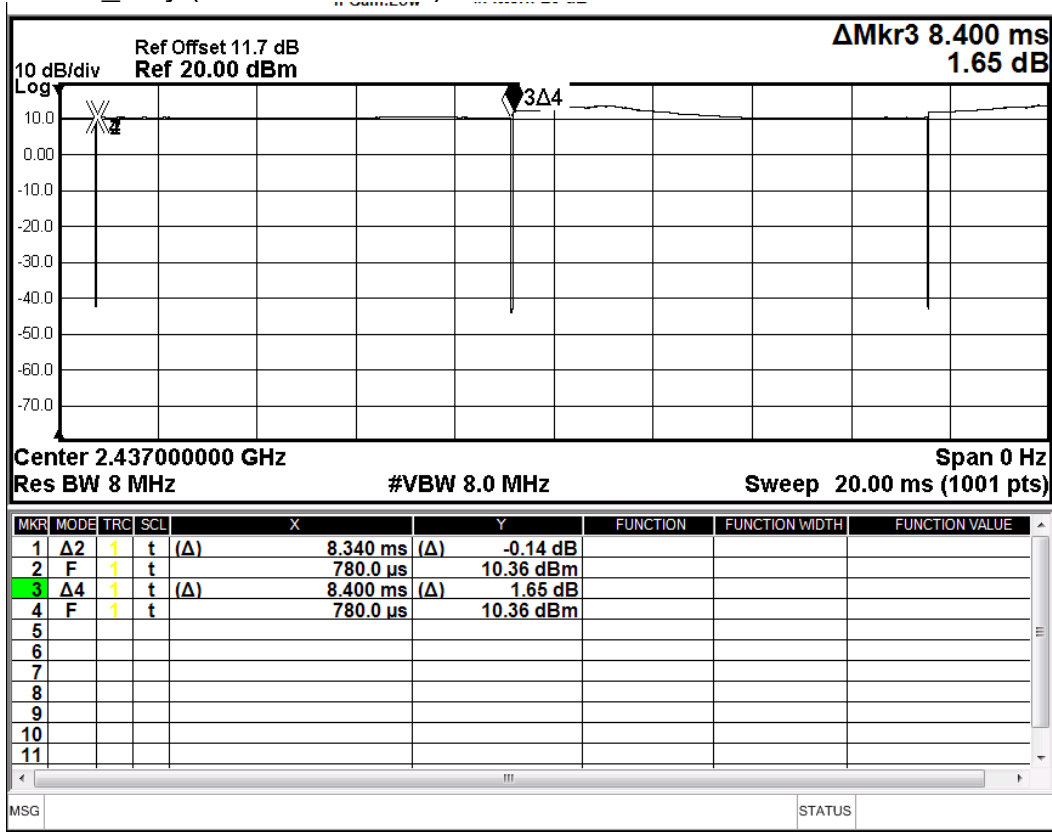 ΔMkr3 8.400 ms
1.65 dB
Ref Offset 11.7 dB
10 dB/div Ref 20.00 dBm
Log
3Δ4
10.0
0.00
-10.0
-20.0
-30.0
-40.0
-50.0
-60.0
-70.0
Center 2.437000000 GHz Span 0 Hz
Res BW 8 MHz #VBW 8.0 MHz Sweep 20.00 ms (1001 pts)
MKR MODE TRC SCL X Y FUNCTION FUNCTION WIDTH FUNCTION VALUE
1 Δ2 1 t (Δ) 8.340 ms (Δ) -0.14 dB
2 F 1 t 780.0 µs 10.36 dBm
3 Δ4 1 t (Δ) 8.400 ms (Δ) 1.65 dB
4 F 1 t 780.0 µs 10.36 dBm
5
6
7
8
9
10
11
MSG STATUS